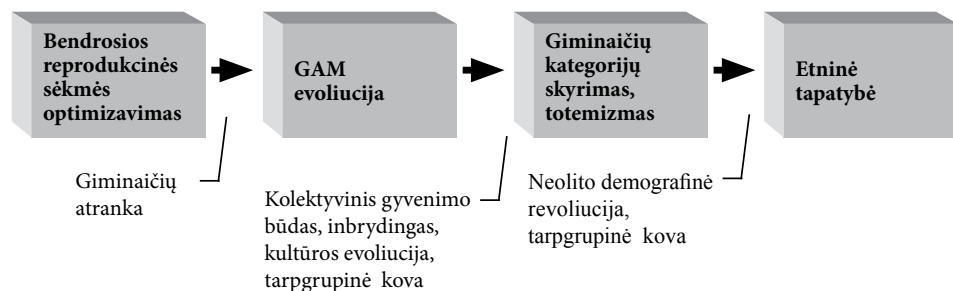 Bendrosios
reprodukcinės
sėkmės
optimizavimas
GAM
evoliucija
Giminaičių
kategorijų
skyrimas,
totemizmas
Etninė
tapatybė
Giminaičių
atranka
Kolektyvinis gyvenimo
būdas, inbrydingas,
kultūros evoliucija,
tarpgrupinė kova
Neolito demografinė
revoliucija,
tarpgrupinė kova